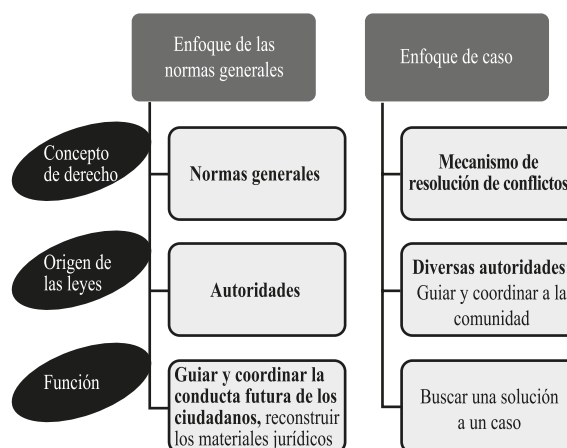 Enfoque de las
normas generales
Enfoque de caso
Concepto
de derecho
Normas generales
Mecanismo de
resolución de conflictos
Origen de
las leyes
Autoridades
Diversas autoridades
Guiar y coordinar a la
comunidad
Función
Guiar y coordinar la
conducta futura de los
ciudadanos, reconstruir
los materiales jurídicos
Buscar una solución
a un caso